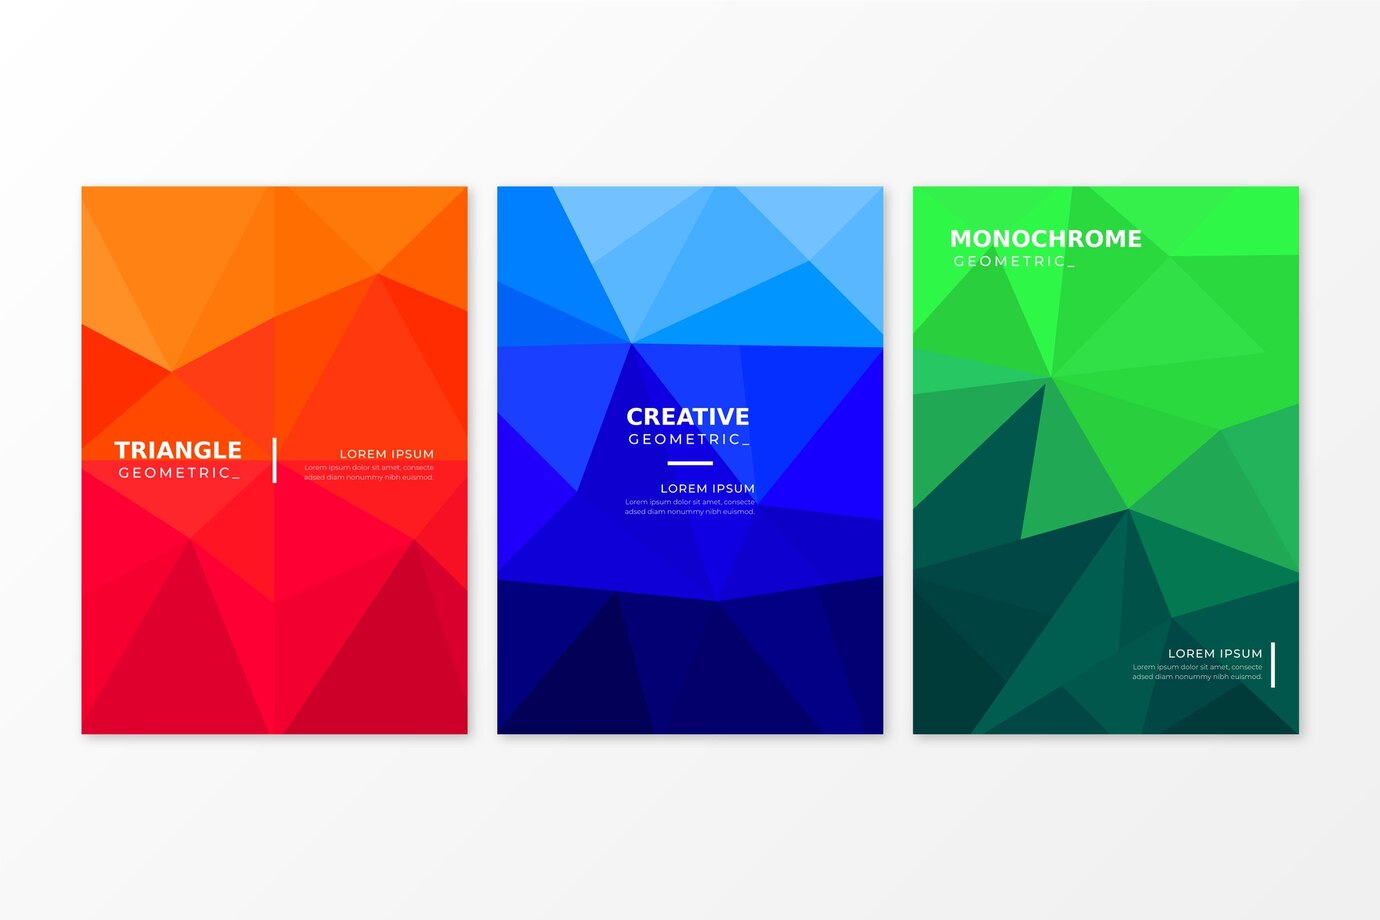 TRIANGLE
GEOMETRIC_
LOREM IPSUM
Lorem ipsum dolor sit amet, consecte
adsed diam nonummy nibh euismod.
CREATIVE
GEOMETRIC_
LOREM IPSUM
Lorem ipsum dolor sit amet, consecte
adsed diam nonummy nibh euismod.
MONOCHROME
GEOMETRIC_
LOREM IPSUM
Lorem ipsum dolor sit amet, consecte
adsed diam nonummy nibh euismod.